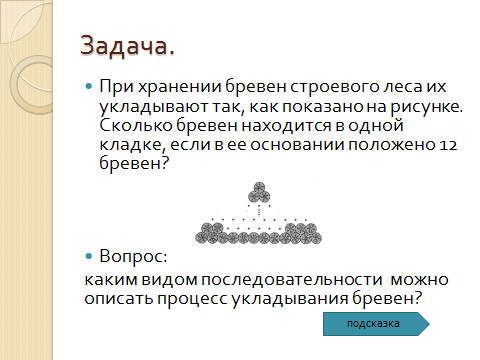 Задача.
При хранении бревен строевого леса их
укладывают так, как показано на рисунке.
Сколько бревен находится в одной
кладке, если в ее основании положено 12
бревен?
Вопрос:
каким видом последовательности можно
описать процесс укладывания бревен?
подсказка